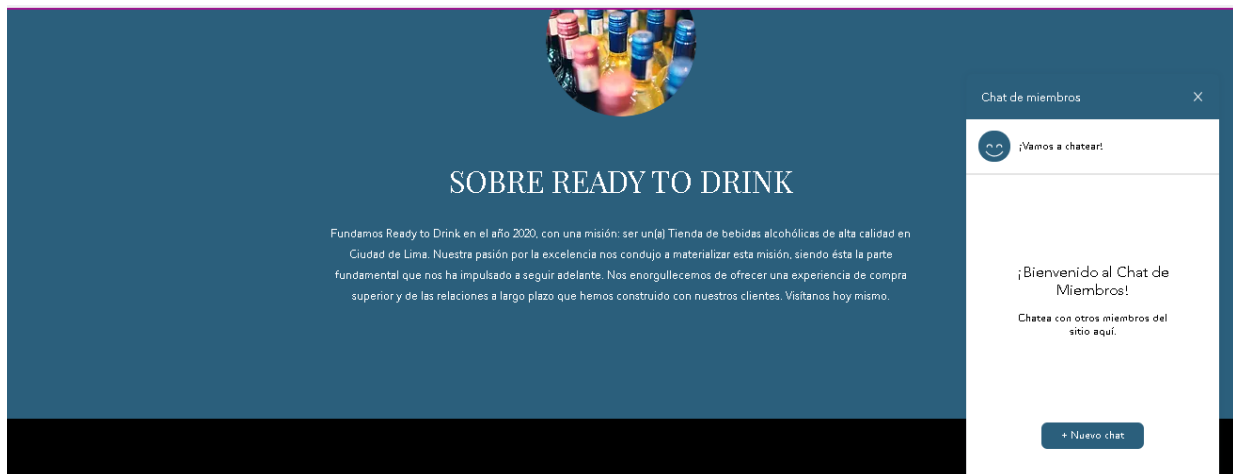 SOBRE READY TO DRINK
Fundamos Ready to Drink en el año 2020, con una misión: ser un(a) Tienda de bebidas alcohólicas de alta calidad en
Ciudad de Lima. Nuestra pasión por la excelencia nos condujo a materializar esta misión, siendo ésta la parte
fundamental que nos ha impulsado a seguir adelante. Nos enorgullecemos de ofrecer una experiencia de compra
superior y de las relaciones a largo plazo que hemos construido con nuestros clientes. Visítanos hoy mismo.
Chat de miembros
¡Vamos a chatear!
¡Bienvenido al Chat de
Miembros!
Chatea con otros miembros del
sitio aquí.
+ Nuevo chat